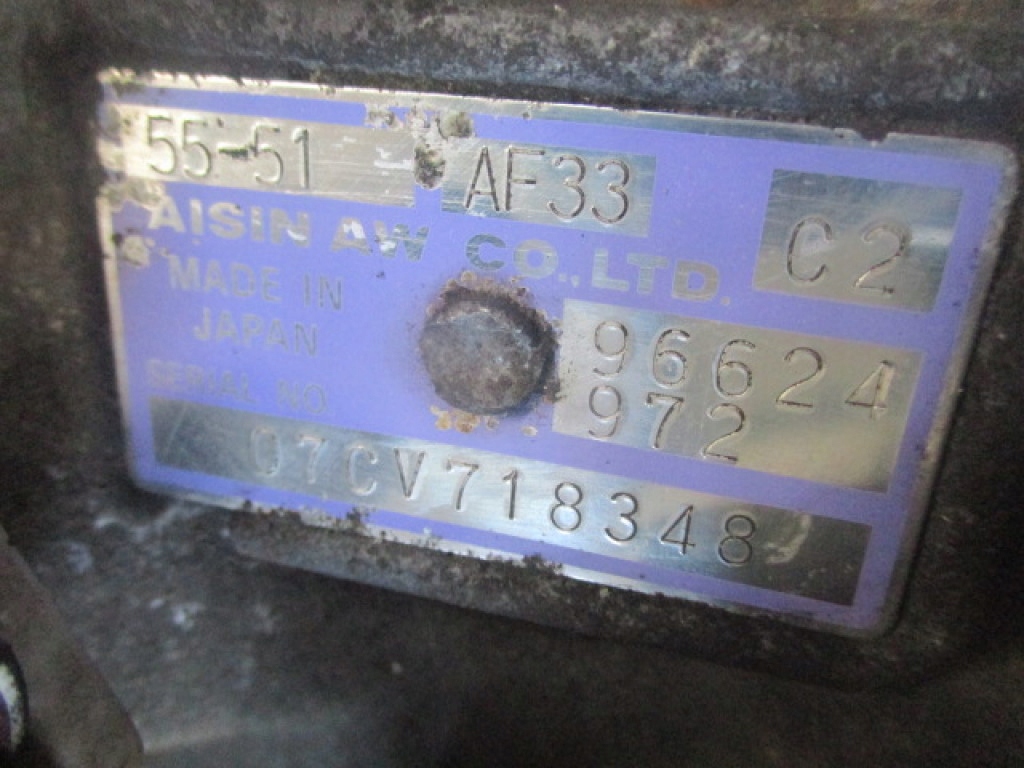 55-51 AF33 C2
AISIN AW CO., LTD.
MADE IN
JAPAN
96624
972
SERIAL NO.
07CV718348